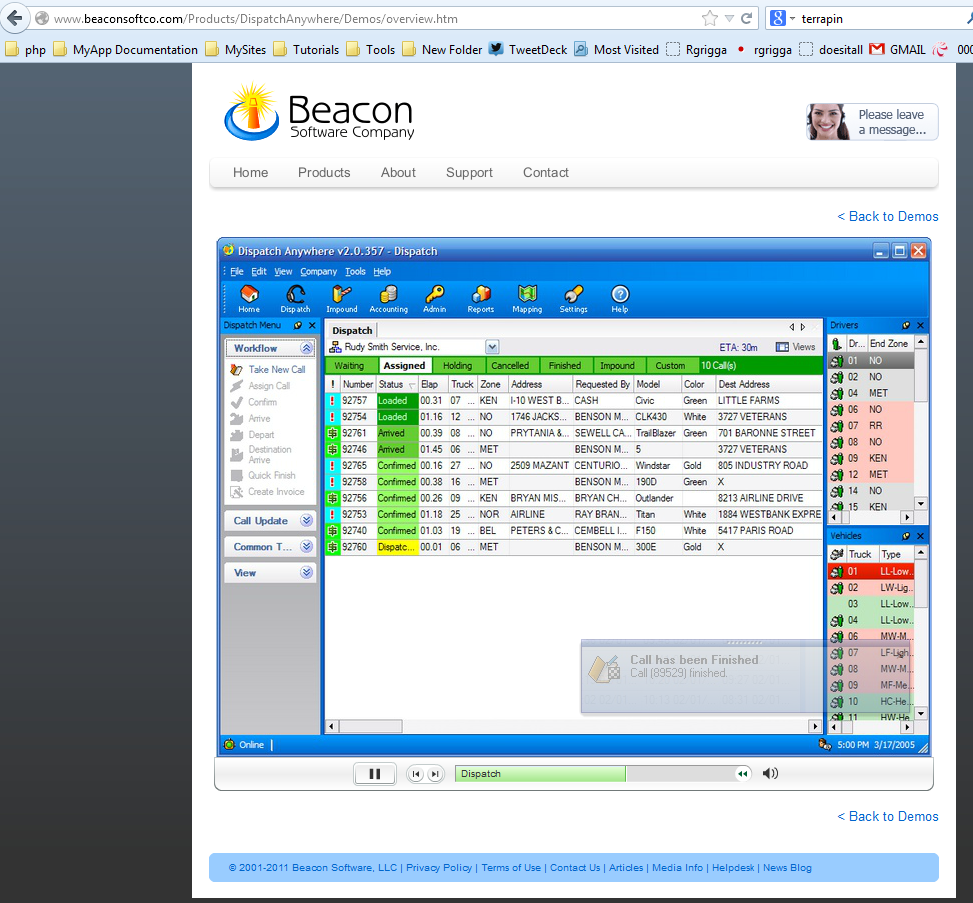 www.beaconsoftco.com/Products/DispatchAnywhere/Demos/overview.htm
terrapin
php MyApp Documentation MySites Tutorials Tools New Folder TweetDeck Most Visited Rgrigga rgrigga doesitall GMAIL 000
Beacon
Software Company
Please leave
a message...
Home Products About Support Contact
< Back to Demos
Dispatch Anywhere v2.0.357 - Dispatch
File Edit View Company Tools Help
Home Dispatch Impound Accounting Admin Reports Mapping Settings Help
Dispatch Menu
Workflow
Take New Call
Assign Call
Confirm
Arrive
Depart
Destination
Arrive
Quick Finish
Create Invoice
Call Update
Common T...
View
Dispatch
Rudy Smith Service, Inc. ETA: 30m Views
Waiting Assigned Holding Cancelled Finished Impound Custom 10 Call(s)
! Number Status Elap Truck Zone Address Requested By Model Color Dest Address
! 92757 Loaded 00.31 07 ... KEN I-10 WEST B... CASH Civic Green LITTLE FARMS
! 92754 Loaded 01.16 12 ... NO 1746 JACKS... BENSON M... CLK430 White 3727 VETERANS
$ 92761 Arrived 00.39 08 ... NO PRYTANIA &... SEWELL CA... TrailBlazer Green 701 BARONNE STREET
$ 92746 Arrived 01.45 06 ... MET BENSON M... 5 3727 VETERANS
! 92765 Confirmed 00.16 27 ... NO 2509 MAZANT CENTURIO... Windstar Gold 805 INDUSTRY ROAD
! 92758 Confirmed 00.38 16 ... MET BENSON M... 190D Green X
$ 92756 Confirmed 00.26 09 ... KEN BRYAN MIS... BRYAN CH... Outlander 8213 AIRLINE DRIVE
! 92753 Confirmed 01.18 25 ... NOR AIRLINE RAY BRAN... Titan White 1884 WESTBANK EXPRE
$ 92740 Confirmed 01.03 19 ... BEL PETERS & C... CEMBELL I... F150 White 5417 PARIS ROAD
$ 92760 Dispatc... 00.01 06 ... MET BENSON M... 300E Gold X
Drivers
Dr... End Zone
01 NO
02 NO
04 MET
06 NO
07 RR
08 NO
09 KEN
12 MET
14 NO
15 KEN
Vehicles
Truck Type
01 LL-Low...
02 LW-Lig...
03 LL-Low...
04 LL-Low...
06 MW-M...
07 LF-Ligh...
08 MW-M...
09 MF-Me...
10 HC-He...
11 HW-He
Call has been Finished
Call [89529] finished.
Online
5:00 PM 3/17/2005
Dispatch
< Back to Demos
© 2001-2011 Beacon Software, LLC | Privacy Policy | Terms of Use | Contact Us | Articles | Media Info | Helpdesk | News Blog